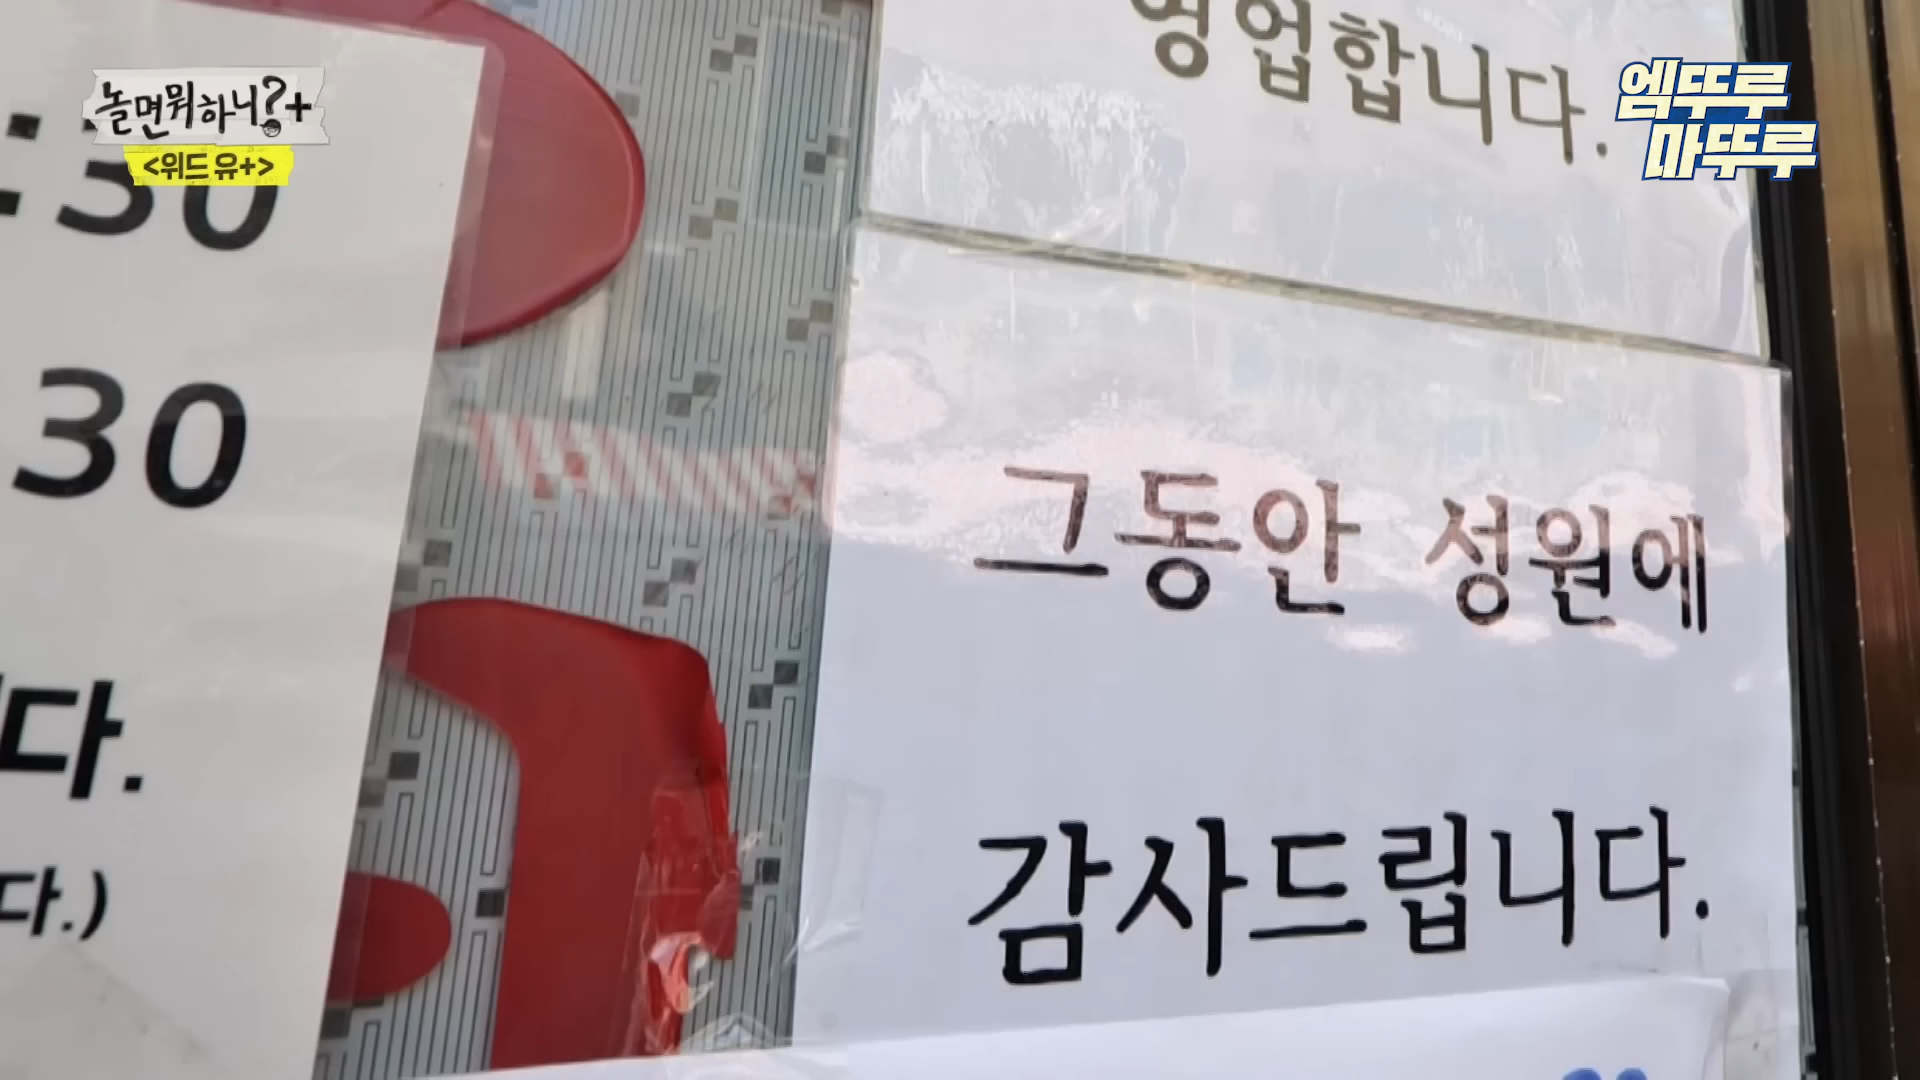 놀면뭐하니?+
<위드유+>
엠뚜루
마뚜루
:30
30
다.
다.)
영업합니다.
그동안 성원에
감사드립니다.